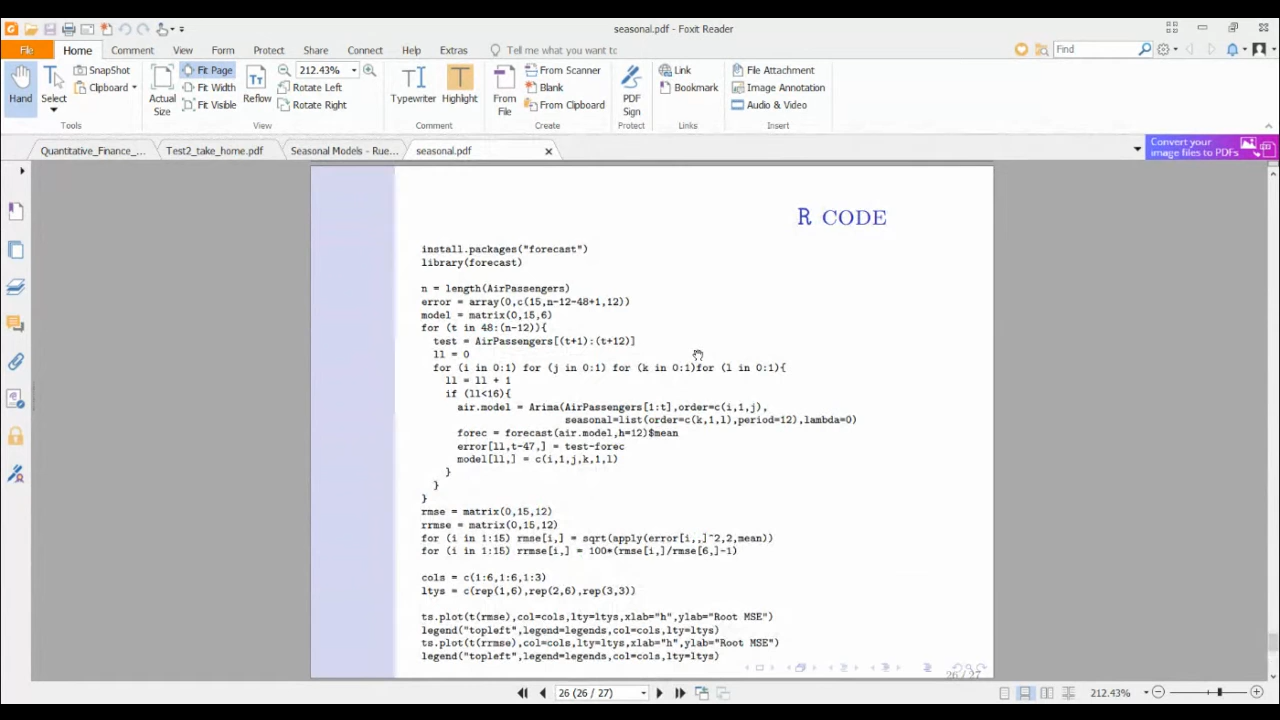 seasonal.pdf - Foxit Reader
File Home Comment View Form Protect Share Connect Help Extras Tell me what you want to Find
Hand
Select
SnapShot
Clipboard
Tools
Actual Size
Fit Page
Fit Width
Fit Visible
Reflow
212.43%
Rotate Left
Rotate Right
View
Typewriter
Highlight
Comment
From File
From Scanner
Blank
From Clipboard
Create
PDF Sign
Protect
Link
Bookmark
Links
File Attachment
Image Annotation
Audio & Video
Insert
Quantitative_Finance_... Test2_take_home.pdf Seasonal Models - Rue... seasonal.pdf
Convert your
image files to PDFs
R CODE
install.packages("forecast")
library(forecast)
n = length(AirPassengers)
error = array(0,c(15,n-12-48+1,12))
model = matrix(0,15,6)
for (t in 48:(n-12)){
test = AirPassengers[(t+1):(t+12)]
ll = 0
for (i in 0:1) for (j in 0:1) for (k in 0:1)for (l in 0:1){
ll = ll + 1
if (ll<16){
air.model = Arima(AirPassengers[1:t],order=c(i,1,j),
seasonal=list(order=c(k,1,l),period=12),lambda=0)
forec = forecast(air.model,h=12)$mean
error[ll,t-47,] = test-forec
model[ll,] = c(i,1,j,k,1,l)
}
}
}
rmse = matrix(0,15,12)
rrmse = matrix(0,15,12)
for (i in 1:15) rmse[i,] = sqrt(apply(error[i,,]^2,2,mean))
for (i in 1:15) rrmse[i,] = 100*(rmse[i,]/rmse[6,]-1)
cols = c(1:6,1:6,1:3)
ltys = c(rep(1,6),rep(2,6),rep(3,3))
ts.plot(t(rmse),col=cols,lty=ltys,xlab="h",ylab="Root MSE")
legend("topleft",legend=legends,col=cols,lty=ltys)
ts.plot(t(rrmse),col=cols,lty=ltys,xlab="h",ylab="Root MSE")
legend("topleft",legend=legends,col=cols,lty=ltys)
26 / 27
26 (26 / 27)
212.43%